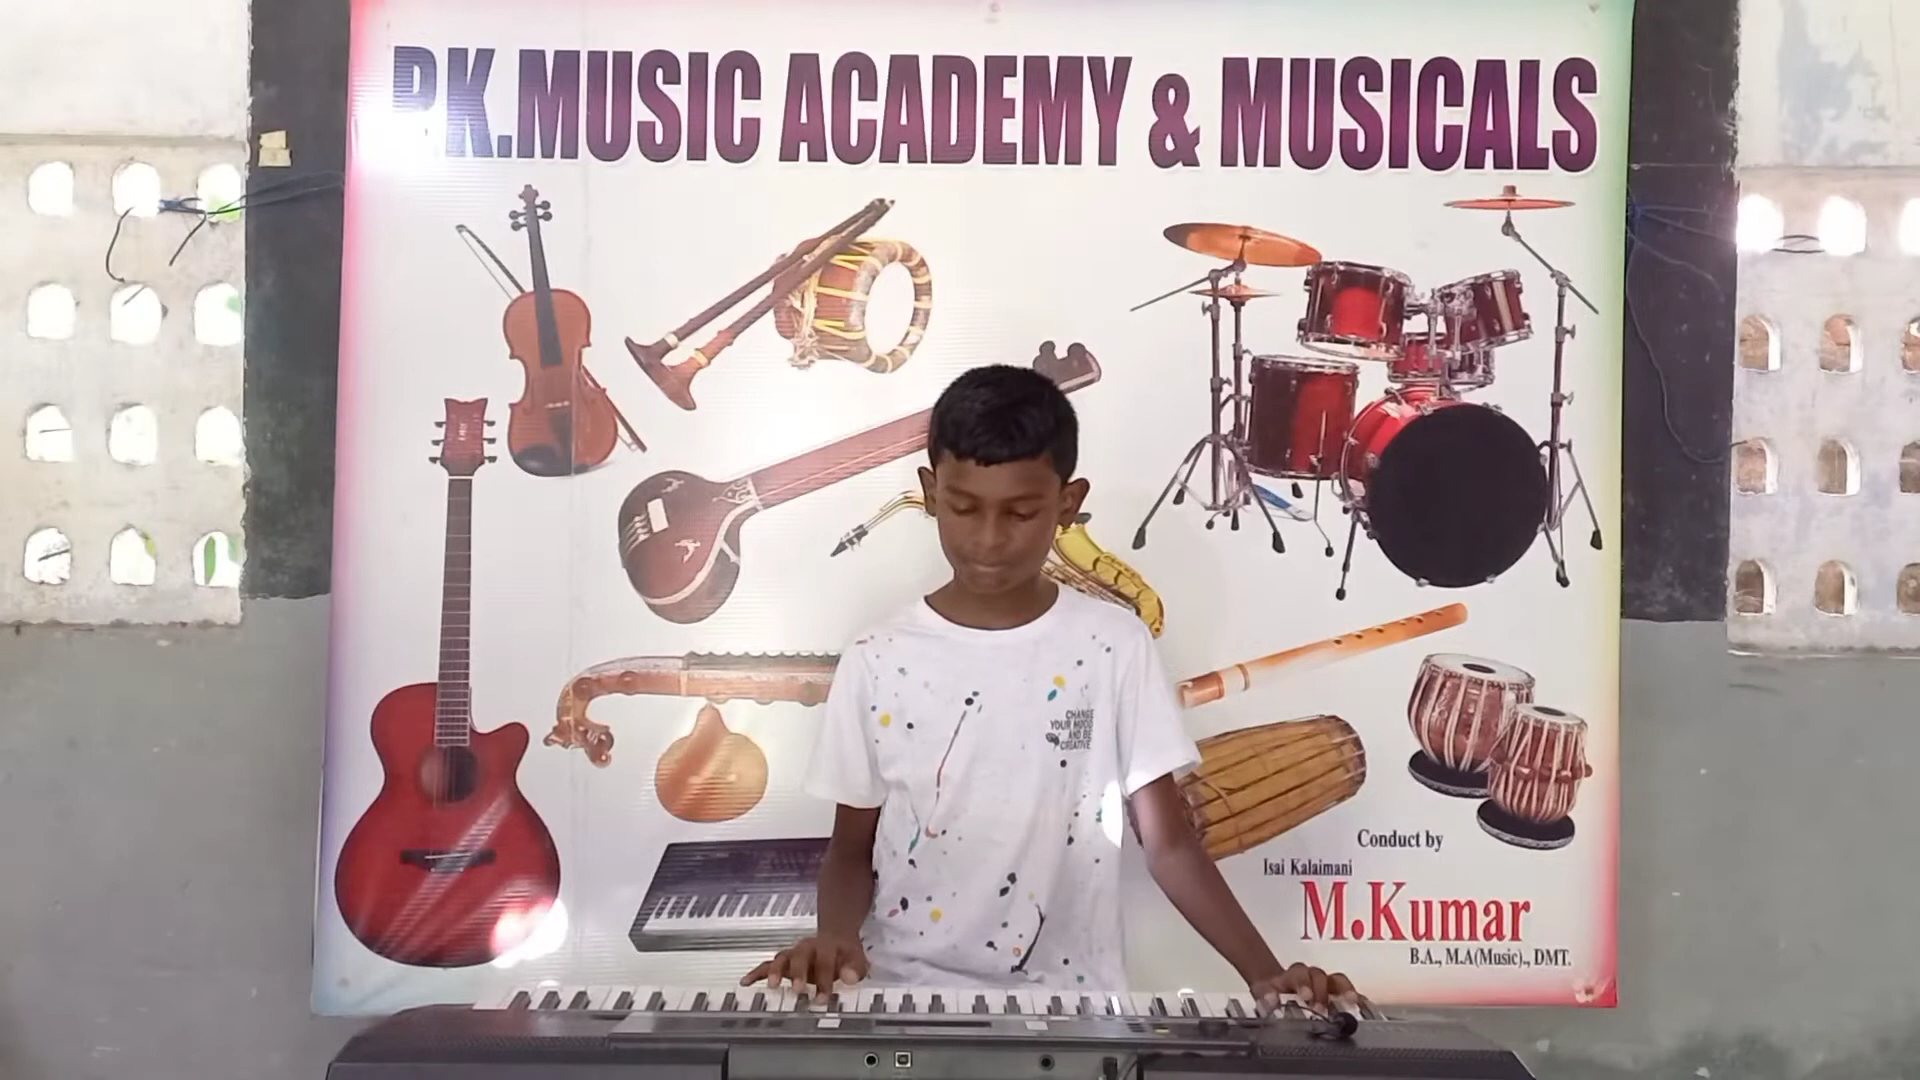 P.K.MUSIC ACADEMY & MUSICALS
CHANGE
YOUR MOOD
AND BE
CREATIVE
Conduct by
Isai Kalaimani
M.Kumar
B.A., M.A(Music)., DMT.